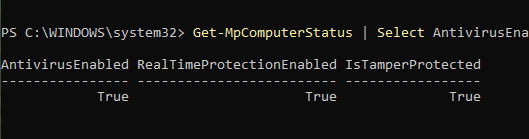 PS C:\WINDOWS\system32> Get-MpComputerStatus | Select AntivirusEna
AntivirusEnabled RealTimeProtectionEnabled IsTamperProtected
---------------- ------------------------- -----------------
True True True